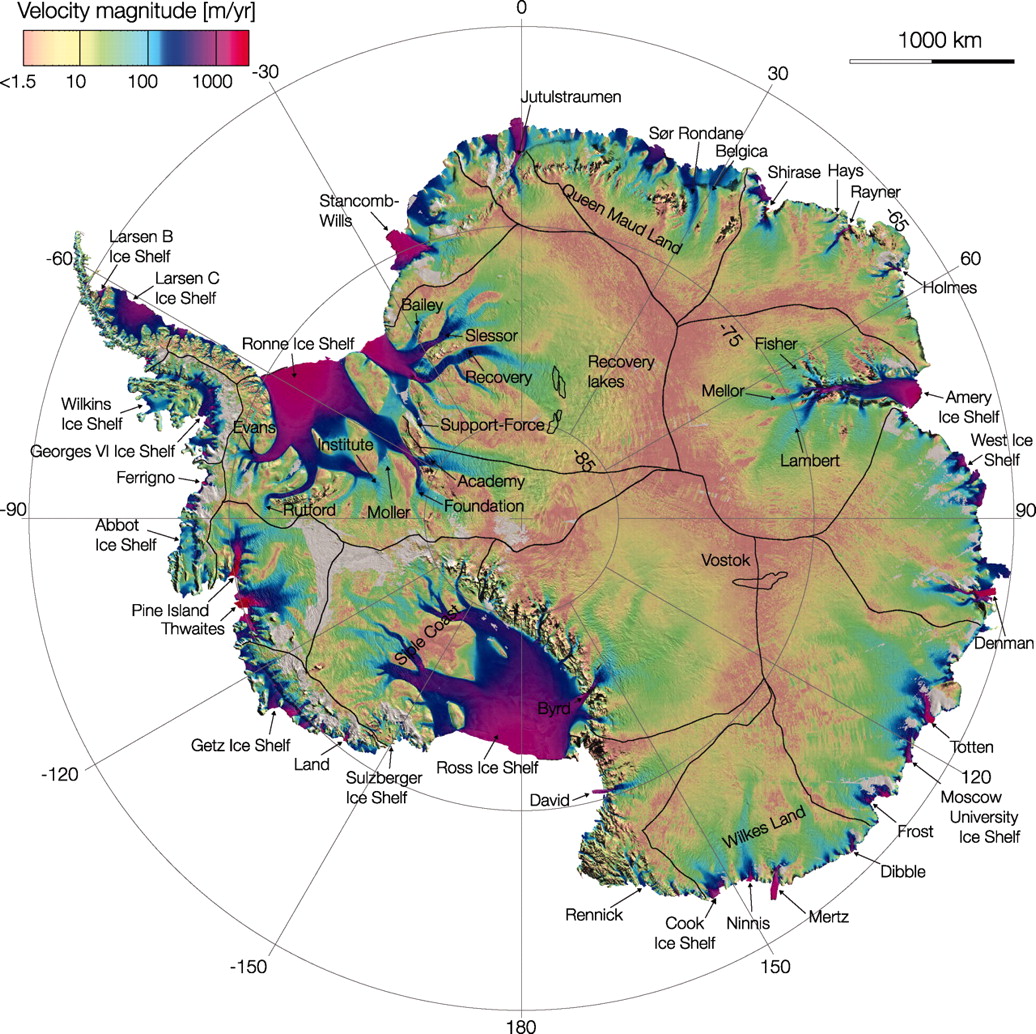 Velocity magnitude [m/yr]
<1.5 10 100 1000
0
1000 km
-30
30
Jutulstraumen
Sør Rondane
Belgica
Shirase
Hays
Rayner
-65
Stancomb-
Wills
Queen Maud Land
-60
Larsen B
Ice Shelf
60
Larsen C
Ice Shelf
Holmes
Bailey
-75
Ronne Ice Shelf
Slessor
Fisher
Recovery
Recovery
lakes
Mellor
Amery
Ice Shelf
Wilkins
Ice Shelf
Evans
Support-Force
Georges VI Ice Shelf
Institute
West Ice
Shelf
-85
Lambert
Ferrigno
Academy
Rutford
Moller
Foundation
-90
90
Abbot
Ice Shelf
Vostok
Pine Island
Thwaites
Siple Coast
Denman
Byrd
Getz Ice Shelf
Land
Ross Ice Shelf
Totten
-120
Sulzberger
Ice Shelf
120
David
Moscow
University
Ice Shelf
Wilkes Land
Frost
Dibble
Rennick
Cook
Ice Shelf
Ninnis
Mertz
-150
150
180